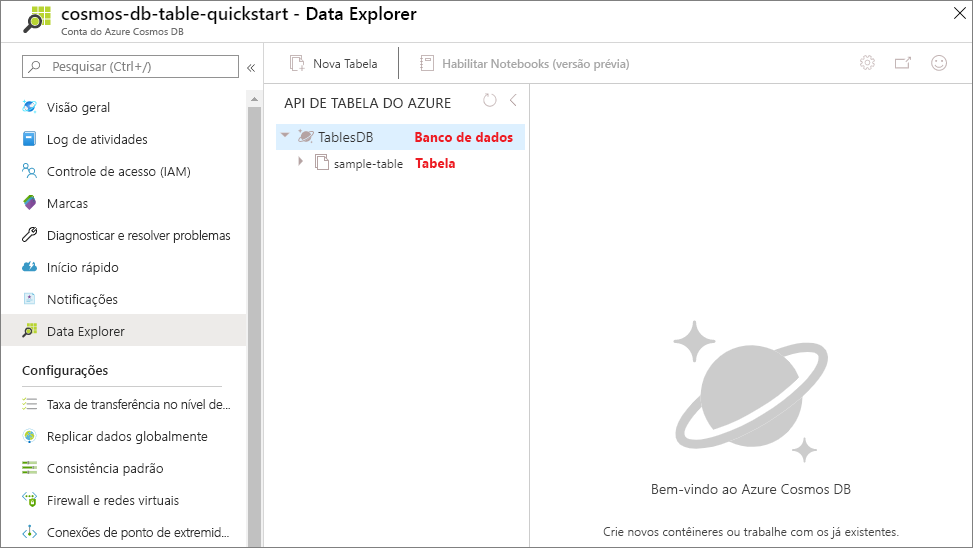 cosmos-db-table-quickstart - Data Explorer
Conta do Azure Cosmos DB
Pesquisar (Ctrl+/)
«
Visão geral
Log de atividades
Controle de acesso (IAM)
Marcas
Diagnosticar e resolver problemas
Início rápido
Notificações
Data Explorer
Configurações
Taxa de transferência no nível de...
Replicar dados globalmente
Consistência padrão
Firewall e redes virtuais
Conexões de ponto de extremid...
Nova Tabela
Habilitar Notebooks (versão prévia)
API DE TABELA DO AZURE
TablesDB Banco de dados
sample-table Tabela
Bem-vindo ao Azure Cosmos DB
Crie novos contêineres ou trabalhe com os já existentes.